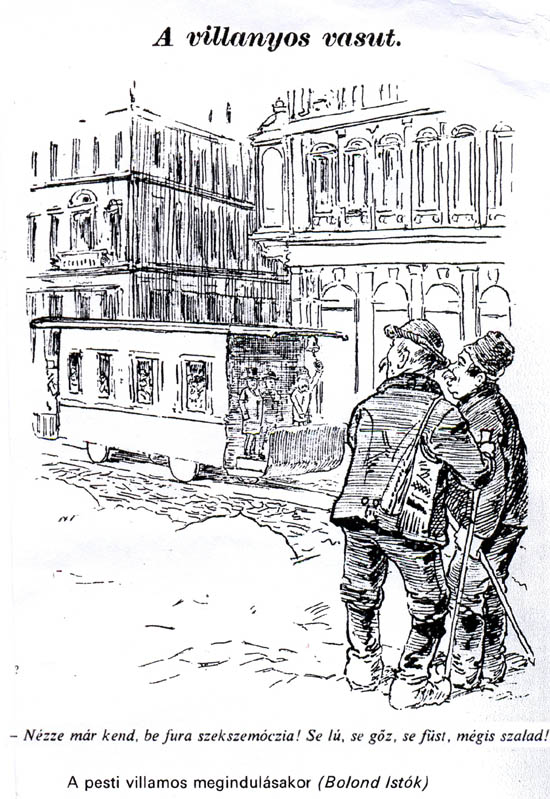 A villanyos vasut.
– Nézze már kend, be fura szekszemóczia! Se lú, se gőz, se füst, mégis szalad!
A pesti villamos megindulásakor (Bolond Istók)